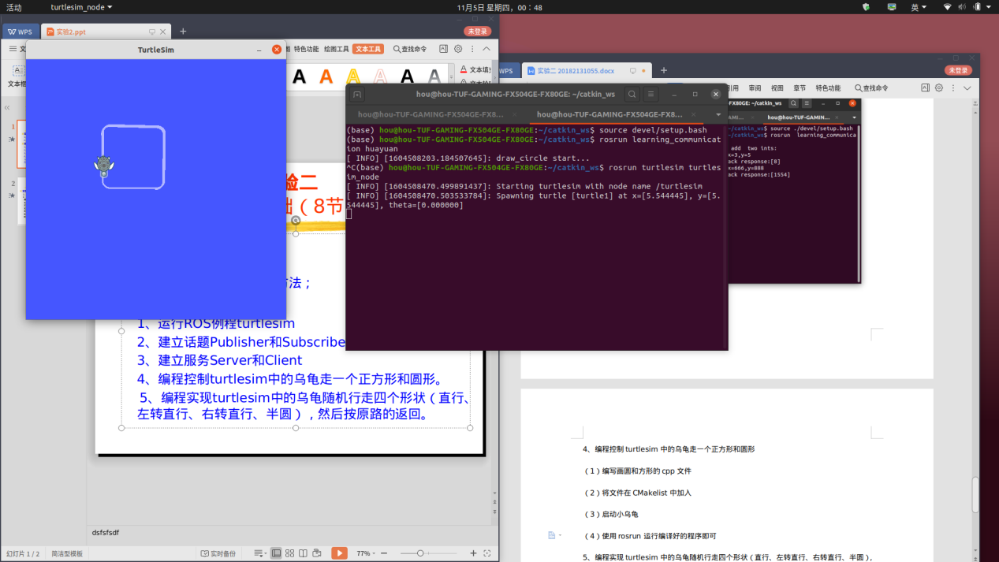 活动
turtlesim_node
11月5日 星期四，00：48
英
WPS
实验2.ppt
未登录
特色功能
绘图工具
文本工具
查找命令
TurtleSim
A A A A A A
文本填
1
2
验二
础（8节
方法；
1、运行ROS例程turtlesim
2、建立话题Publisher和Subscribe
3、建立服务Server和Client
4、编程控制turtlesim中的乌龟走一个正方形和圆形。
5、编程实现turtlesim中的乌龟随机行走四个形状（直行、
左转直行、右转直行、半圆），然后按原路的返回。
dsfsfsdf
幻灯片 1 / 2
简洁型模板
实时备份
77%
hou@hou-TUF-GAMING-FX504GE-FX80GE: ~/catkin_ws
hou@hou-TUF-GAMING-FX504GE-FX8...
hou@hou-TUF-GAMING-FX504GE-FX8...
(base) hou@hou-TUF-GAMING-FX504GE-FX80GE:~/catkin_ws$ source devel/setup.bash
(base) hou@hou-TUF-GAMING-FX504GE-FX80GE:~/catkin_ws$ rosrun learning_communicat
ion huayuan
[ INFO] [1604508203.184507645]: draw_circle start...
^C(base) hou@hou-TUF-GAMING-FX504GE-FX80GE:~/catkin_ws$ rosrun turtlesim turtles
im_node
[ INFO] [1604508470.499891437]: Starting turtlesim with node name /turtlesim
[ INFO] [1604508470.503533784]: Spawning turtle [turtle1] at x=[5.544445], y=[5.
544445], theta=[0.000000]
WPS
实验二 20182131055.docx
未登录
引用
审阅
视图
章节
特色功能
查找命令
FX80GE: ~/catkin_ws
AMI...
hou@hou-TUF-GAMIN...
~/catkin_ws$ source ./devel/setup.bash
~/catkin_ws$ rosrun learning_communica
add two ints:
x=3,y=5
ack response:[8]
x=666,y=888
ack response:[1554]
4、编程控制 turtlesim 中的乌龟走一个正方形和圆形
（1）编写画圆和方形的 cpp 文件
（2）将文件在 CMakelist 中加入
（3）启动小乌龟
（4）使用 rosrun 运行编译好的程序即可
5、编程实现 turtlesim 中的乌龟随机行走四个形状（直行、左转直行、右转直行、半圆），